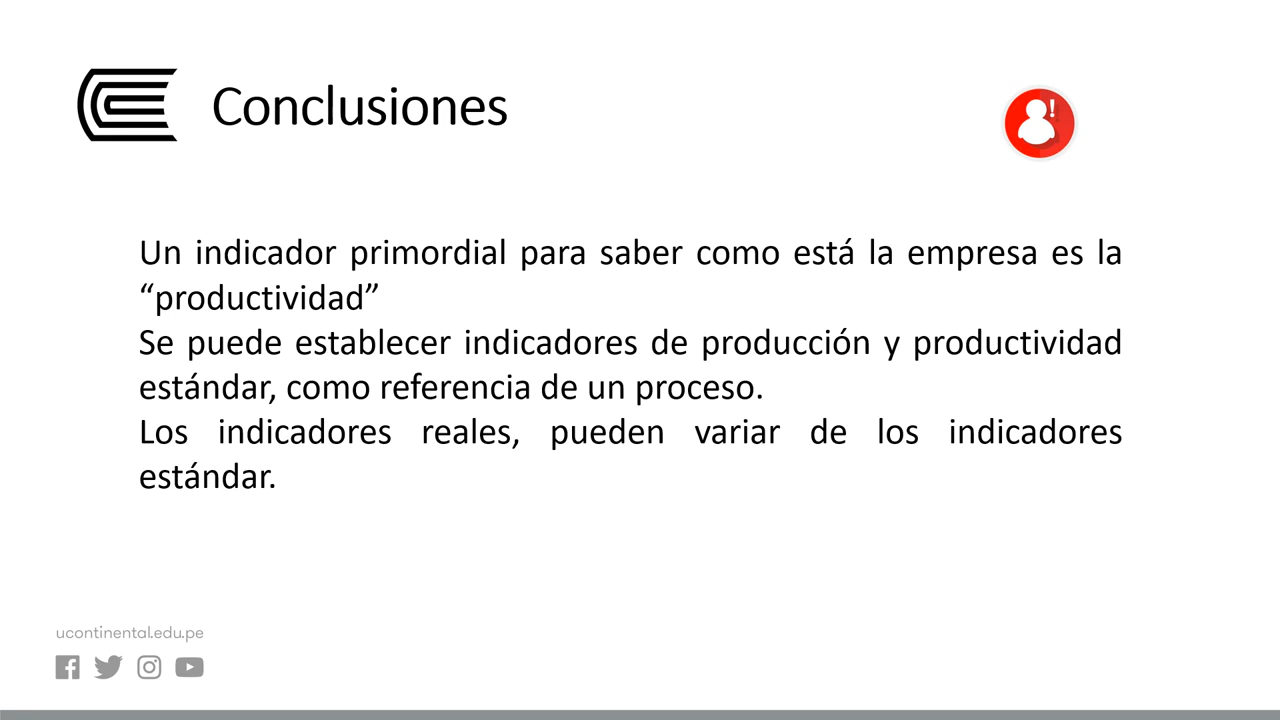 Conclusiones
Un indicador primordial para saber como está la empresa es la
“productividad”
Se puede establecer indicadores de producción y productividad
estándar, como referencia de un proceso.
Los indicadores reales, pueden variar de los indicadores
estándar.
ucontinental.edu.pe